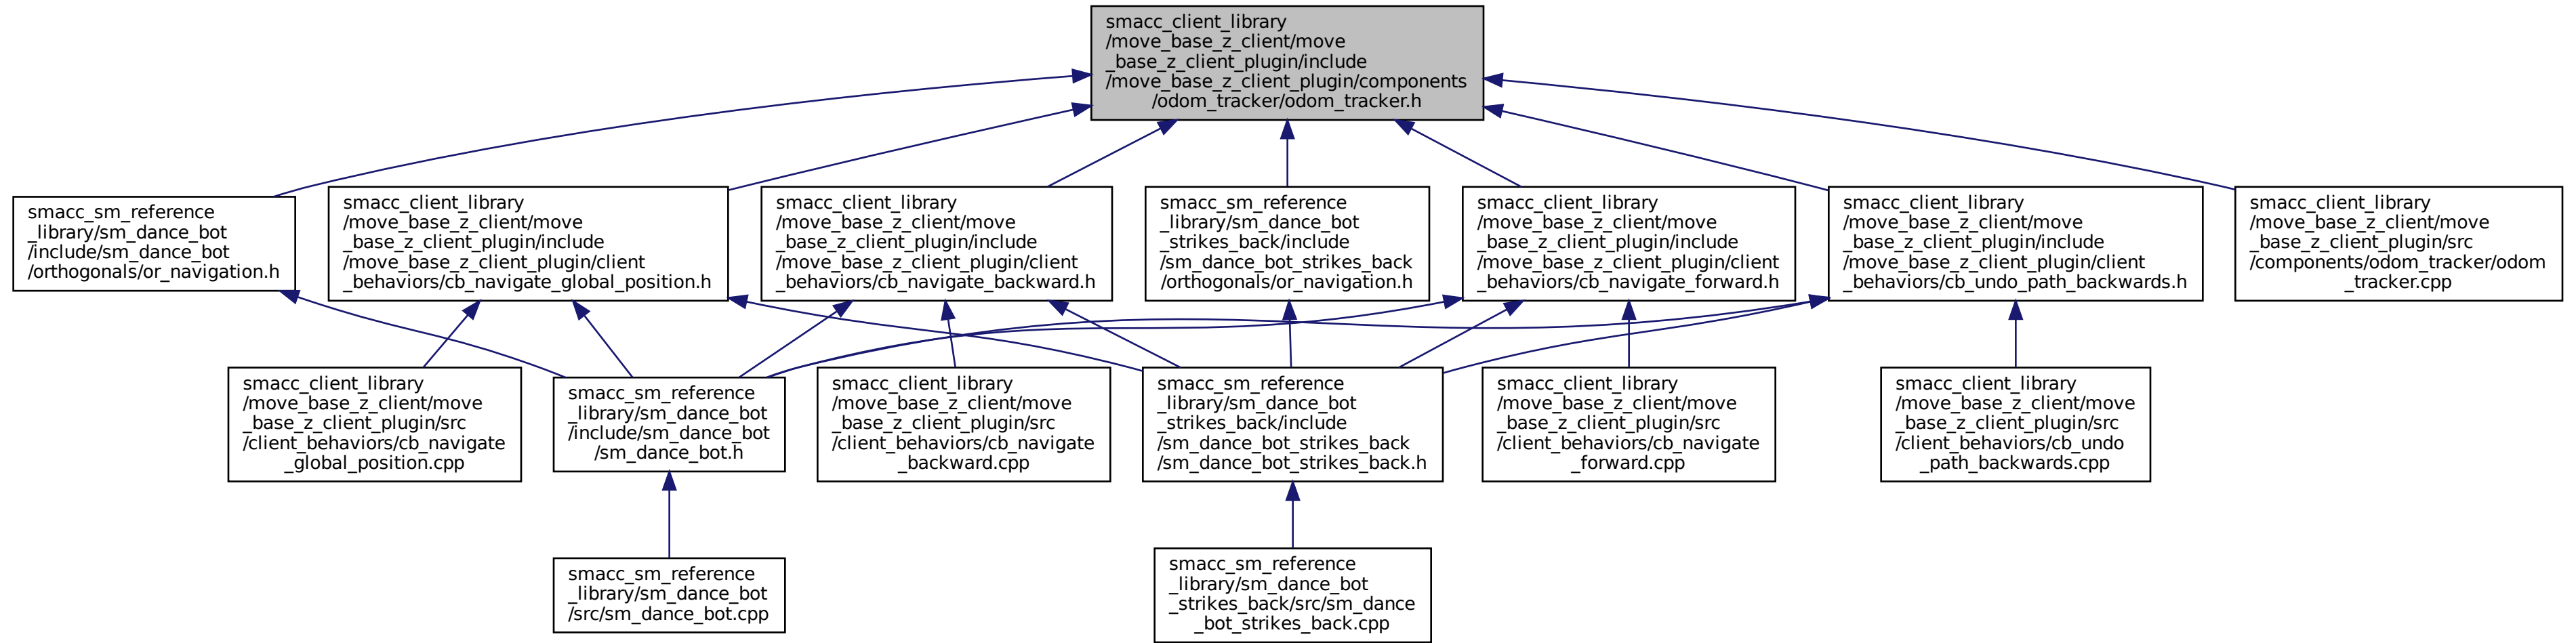 smacc_client_library
/move_base_z_client/move
_base_z_client_plugin/include
/move_base_z_client_plugin/components
/odom_tracker/odom_tracker.h
smacc_sm_reference
_library/sm_dance_bot
/include/sm_dance_bot
/orthogonals/or_navigation.h
smacc_client_library
/move_base_z_client/move
_base_z_client_plugin/include
/move_base_z_client_plugin/client
_behaviors/cb_navigate_global_position.h
smacc_client_library
/move_base_z_client/move
_base_z_client_plugin/include
/move_base_z_client_plugin/client
_behaviors/cb_navigate_backward.h
smacc_sm_reference
_library/sm_dance_bot
_strikes_back/include
/sm_dance_bot_strikes_back
/orthogonals/or_navigation.h
smacc_client_library
/move_base_z_client/move
_base_z_client_plugin/include
/move_base_z_client_plugin/client
_behaviors/cb_navigate_forward.h
smacc_client_library
/move_base_z_client/move
_base_z_client_plugin/include
/move_base_z_client_plugin/client
_behaviors/cb_undo_path_backwards.h
smacc_client_library
/move_base_z_client/move
_base_z_client_plugin/src
/components/odom_tracker/odom
_tracker.cpp
smacc_client_library
/move_base_z_client/move
_base_z_client_plugin/src
/client_behaviors/cb_navigate
_global_position.cpp
smacc_sm_reference
_library/sm_dance_bot
/include/sm_dance_bot
/sm_dance_bot.h
smacc_client_library
/move_base_z_client/move
_base_z_client_plugin/src
/client_behaviors/cb_navigate
_backward.cpp
smacc_sm_reference
_library/sm_dance_bot
_strikes_back/include
/sm_dance_bot_strikes_back
/sm_dance_bot_strikes_back.h
smacc_client_library
/move_base_z_client/move
_base_z_client_plugin/src
/client_behaviors/cb_navigate
_forward.cpp
smacc_client_library
/move_base_z_client/move
_base_z_client_plugin/src
/client_behaviors/cb_undo
_path_backwards.cpp
smacc_sm_reference
_library/sm_dance_bot
/src/sm_dance_bot.cpp
smacc_sm_reference
_library/sm_dance_bot
_strikes_back/src/sm_dance
_bot_strikes_back.cpp